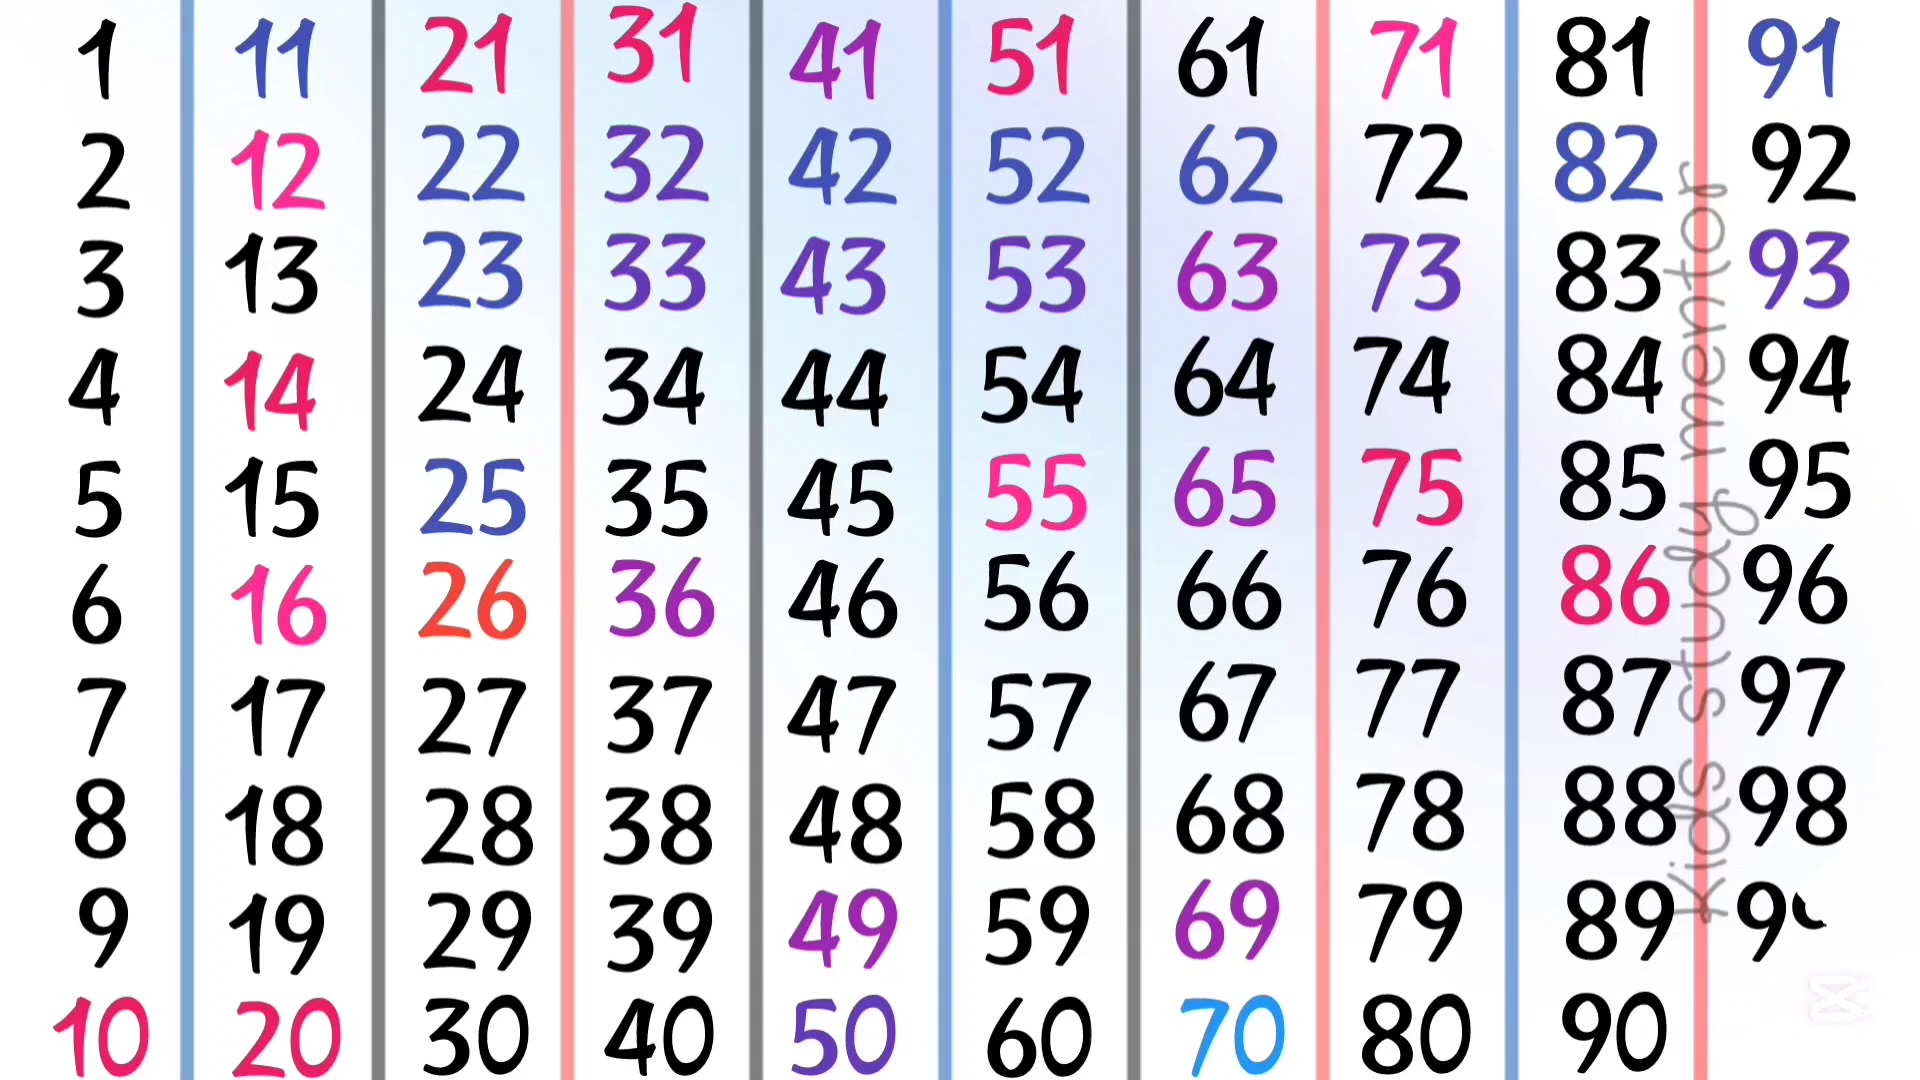 1 11 21 31 41 51 61 71 81 91
2 12 22 32 42 52 62 72 82 92
3 13 23 33 43 53 63 73 83 93
4 14 24 34 44 54 64 74 84 94
5 15 25 35 45 55 65 75 85 95
6 16 26 36 46 56 66 76 86 96
7 17 27 37 47 57 67 77 87 97
8 18 28 38 48 58 68 78 88 98
9 19 29 39 49 59 69 79 89 9
10 20 30 40 50 60 70 80 90
Kids study mentor